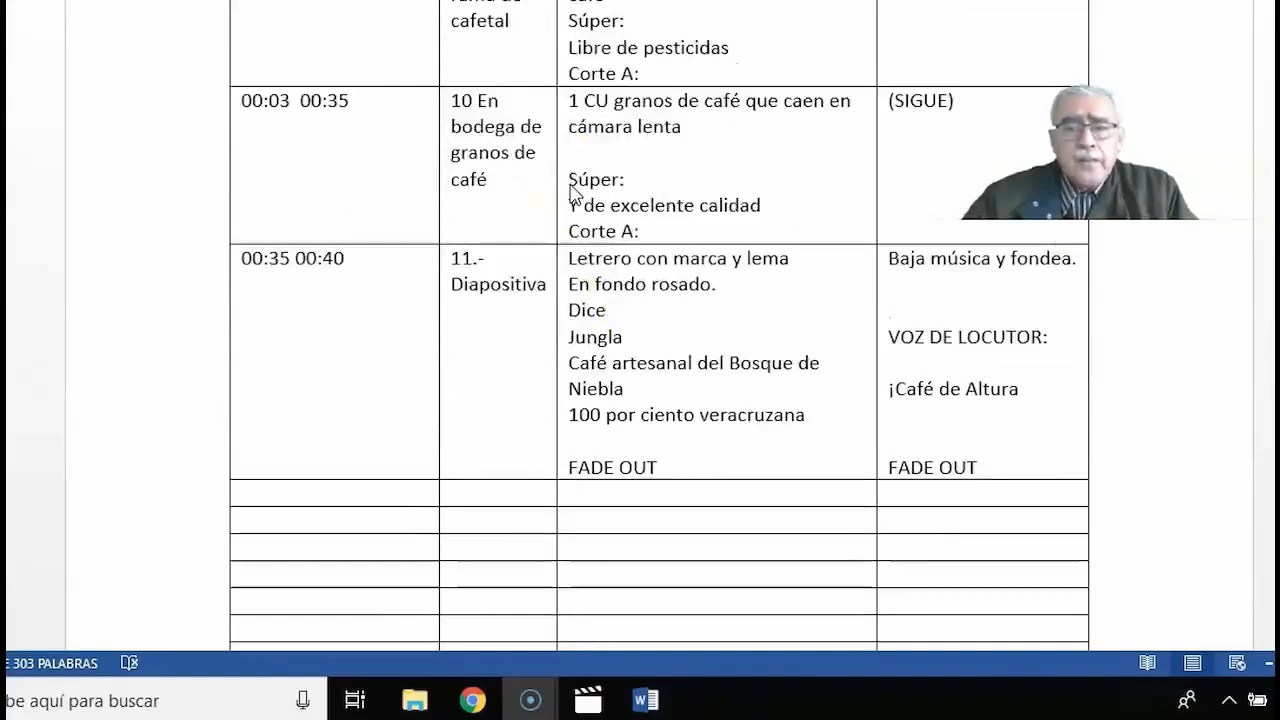 cafetal
Súper:
Libre de pesticidas
Corte A:
00:03 00:35
10 En
bodega de
granos de
café
1 CU granos de café que caen en
cámara lenta
Súper:
Y de excelente calidad
Corte A:
(SIGUE)
00:35 00:40
11.-
Diapositiva
Letrero con marca y lema
En fondo rosado.
Dice
Jungla
Café artesanal del Bosque de
Niebla
100 por ciento veracruzana
FADE OUT
Baja música y fondea.
VOZ DE LOCUTOR:
¡Café de Altura
FADE OUT
E 303 PALABRAS
be aquí para buscar